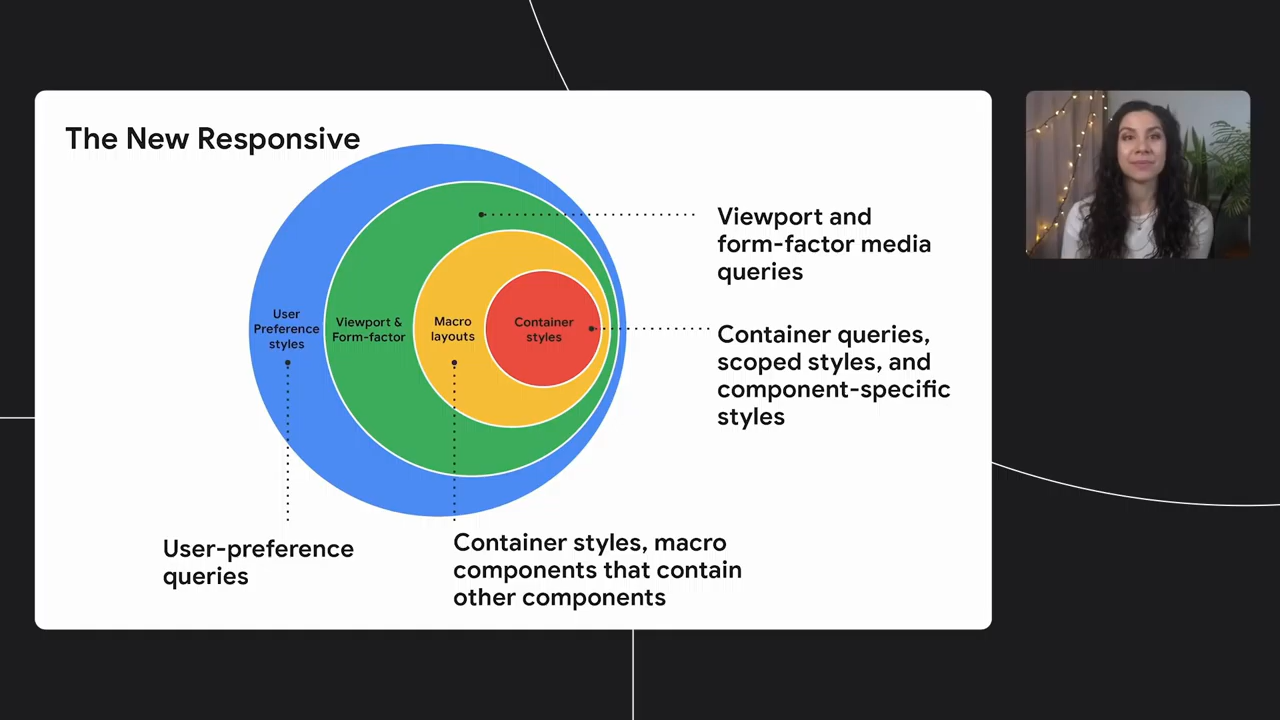 The New Responsive
User
Preference
styles
Viewport &
Form-factor
Macro
layouts
Container
styles
Viewport and
form-factor media
queries
Container queries,
scoped styles, and
component-specific
styles
User-preference
queries
Container styles, macro
components that contain
other components